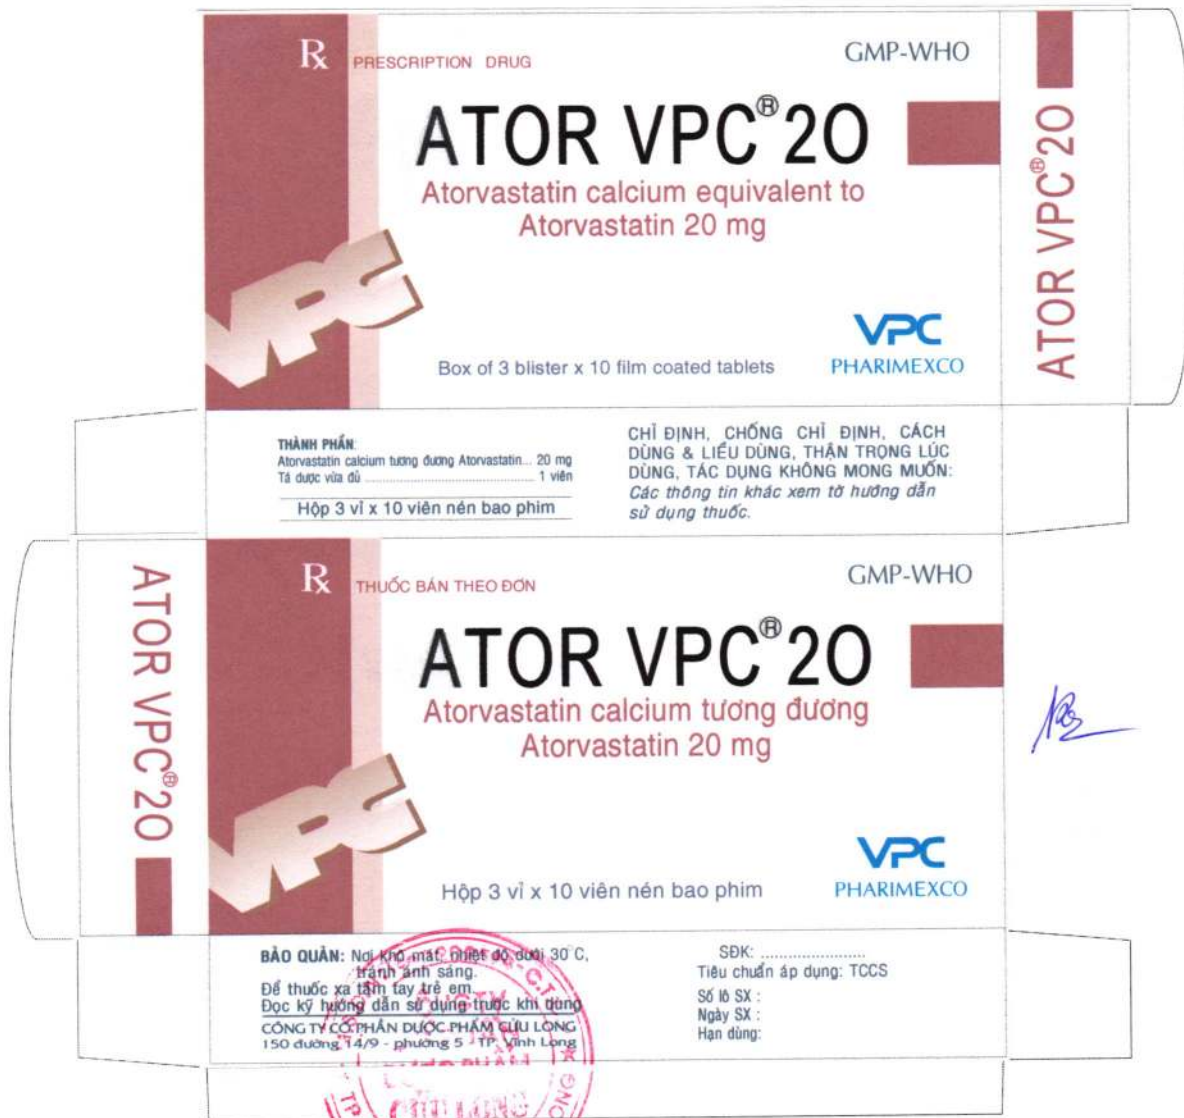 Rx PRESCRIPTION DRUG
GMP-WHO
ATOR VPC®20
Atorvastatin calcium equivalent to
Atorvastatin 20 mg
VPC
VPC
PHARIMEXCO
Box of 3 blister x 10 film coated tablets
ATOR VPC®20
THÀNH PHẦN:
Atorvastatin calcium tương đương Atorvastatin... 20 mg
Tá dược vừa đủ ................................................ 1 viên
Hộp 3 vỉ x 10 viên nén bao phim
CHỈ ĐỊNH, CHỐNG CHỈ ĐỊNH, CÁCH
DÙNG & LIỀU DÙNG, THẬN TRỌNG LÚC
DÙNG, TÁC DỤNG KHÔNG MONG MUỐN:
Các thông tin khác xem tờ hướng dẫn
sử dụng thuốc.
ATOR VPC®20
Rx THUỐC BÁN THEO ĐƠN
GMP-WHO
ATOR VPC®20
Atorvastatin calcium tương đương
Atorvastatin 20 mg
VPC
VPC
PHARIMEXCO
Hộp 3 vỉ x 10 viên nén bao phim
BẢO QUẢN: Nơi khô mát, nhiệt độ dưới 30°C,
tránh ánh sáng.
Để thuốc xa tầm tay trẻ em.
Đọc kỹ hướng dẫn sử dụng trước khi dùng
CÔNG TY CỔ PHẦN DƯỢC PHẨM CỬU LONG
150 đường 14/9 - phường 5 - TP. Vĩnh Long
SĐK: ........................
Tiêu chuẩn áp dụng: TCCS
Số lô SX :
Ngày SX :
Hạn dùng:
DƯỢC PHẨM
CỬU LONG